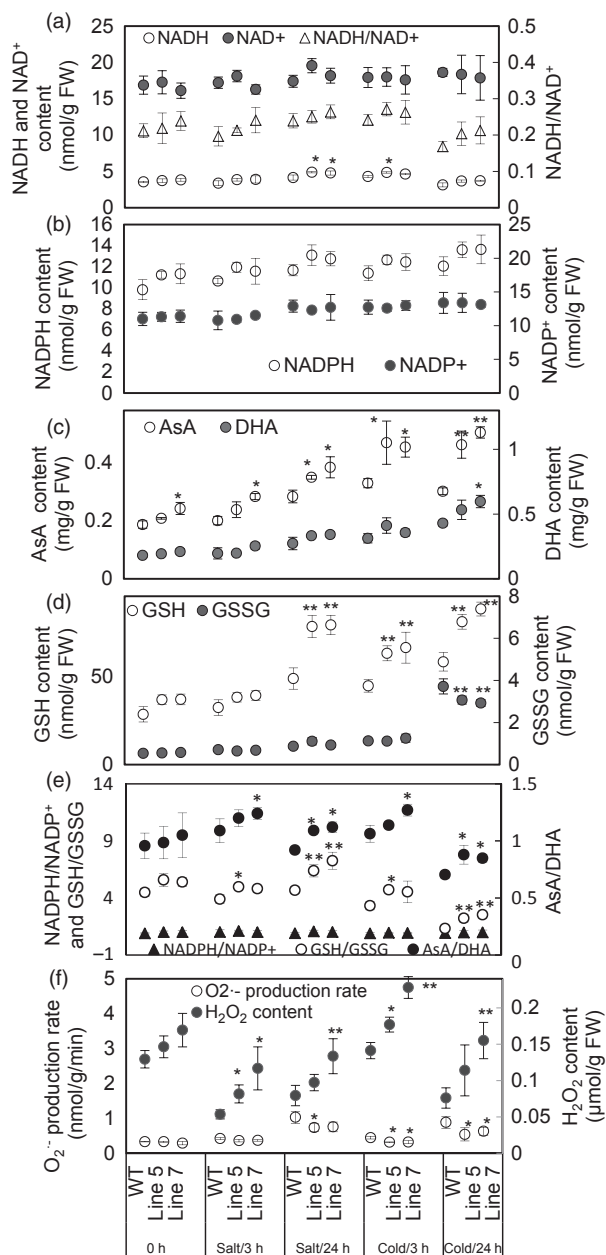 (a)
NADH NAD+ NADH/NAD+
NADH and NAD⁺
content
(nmol/g FW)
25
20
15
10
5
0
0.5
0.4
0.3
0.2
0.1
0
NADH/NAD⁺
* * *
(b)
NADPH content
(nmol/g FW)
16
14
12
10
8
6
4
2
0
25
20
15
10
5
0
NADP⁺ content
(nmol/g FW)
NADPH NADP+
(c)
AsA DHA
AsA content
(mg/g FW)
0.4
0.2
0
1
0.5
0
DHA content
(mg/g FW)
* * * * * * ** ** *
(d)
GSH GSSG
GSH content
(nmol/g FW)
50
0
8
6
4
2
0
GSSG content
(nmol/g FW)
** ** ** ** ** ** ** **
(e)
NADPH/NADP⁺
and GSH/GSSG
14
9
4
−1
1.5
1
0.5
0
AsA/DHA
* * * * * * *
* ** ** * ** **
NADPH/NADP+ GSH/GSSG AsA/DHA
(f)
O2·- production rate
H₂O₂ content
O₂·⁻ production rate
(nmol/g/min)
5
4
3
2
1
0
0.2
0.1
0.05
0
H₂O₂ content
(µmol/g FW)
* * ** * ** **
* * * * *
WT
Line 5
Line 7
WT
Line 5
Line 7
WT
Line 5
Line 7
WT
Line 5
Line 7
WT
Line 5
Line 7
0 h Salt/3 h Salt/24 h Cold/3 h Cold/24 h